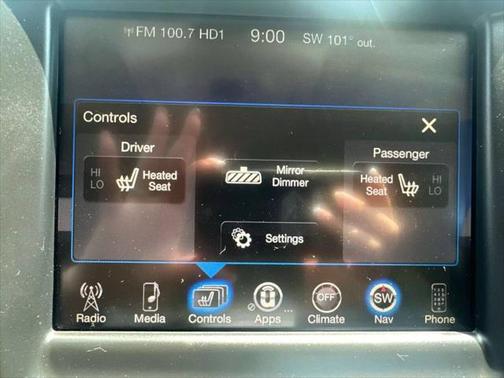 FM 100.7 HD1 9:00 SW 101° out.
Controls
Driver
Passenger
HI
LO
Heated
Seat
Mirror
Dimmer
Heated
Seat
HI
LO
Settings
Radio Media Controls Apps OFF Climate SW Nav Phone